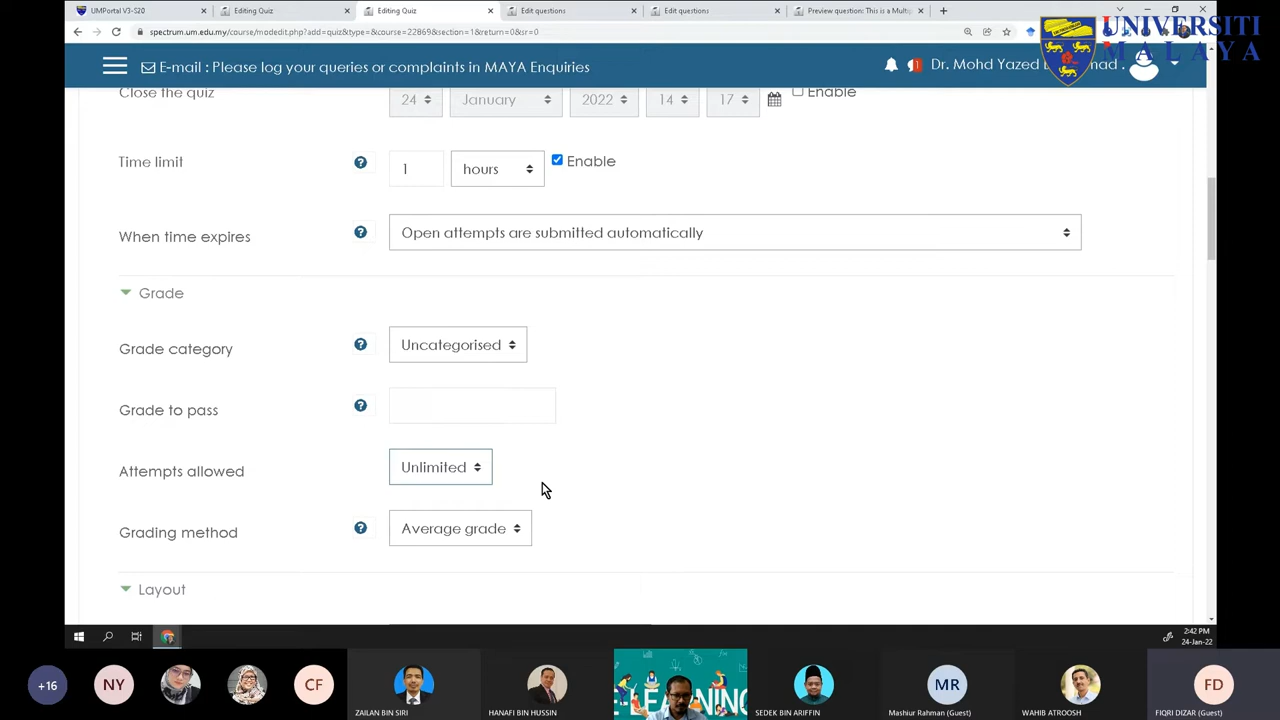 UMPortal V3-S20
Editing Quiz
Editing Quiz
Edit questions
Edit questions
Preview question: This is a Multip
spectrum.um.edu.my/course/modedit.php?add=quiz&type=&course=22869&section=1&return=0&sr=0
UNIVERSITI
MALAYA
E-mail : Please log your queries or complaints in MAYA Enquiries
Dr. Mohd Yazed
Close the quiz
24
January
2022
14
17
Enable
Time limit
1
hours
Enable
When time expires
Open attempts are submitted automatically
Grade
Grade category
Uncategorised
Grade to pass
Attempts allowed
Unlimited
Grading method
Average grade
Layout
2:42 PM
24-Jan-22
+16
NY
CF
E-LEARNING
MR
FD
ZAILAN BIN SIRI
HANAFI BIN HUSSIN
SEDEK BIN ARIFFIN
Mashiur Rahman (Guest)
WAHIB ATROOSH
FIQRI DIZAR (Guest)